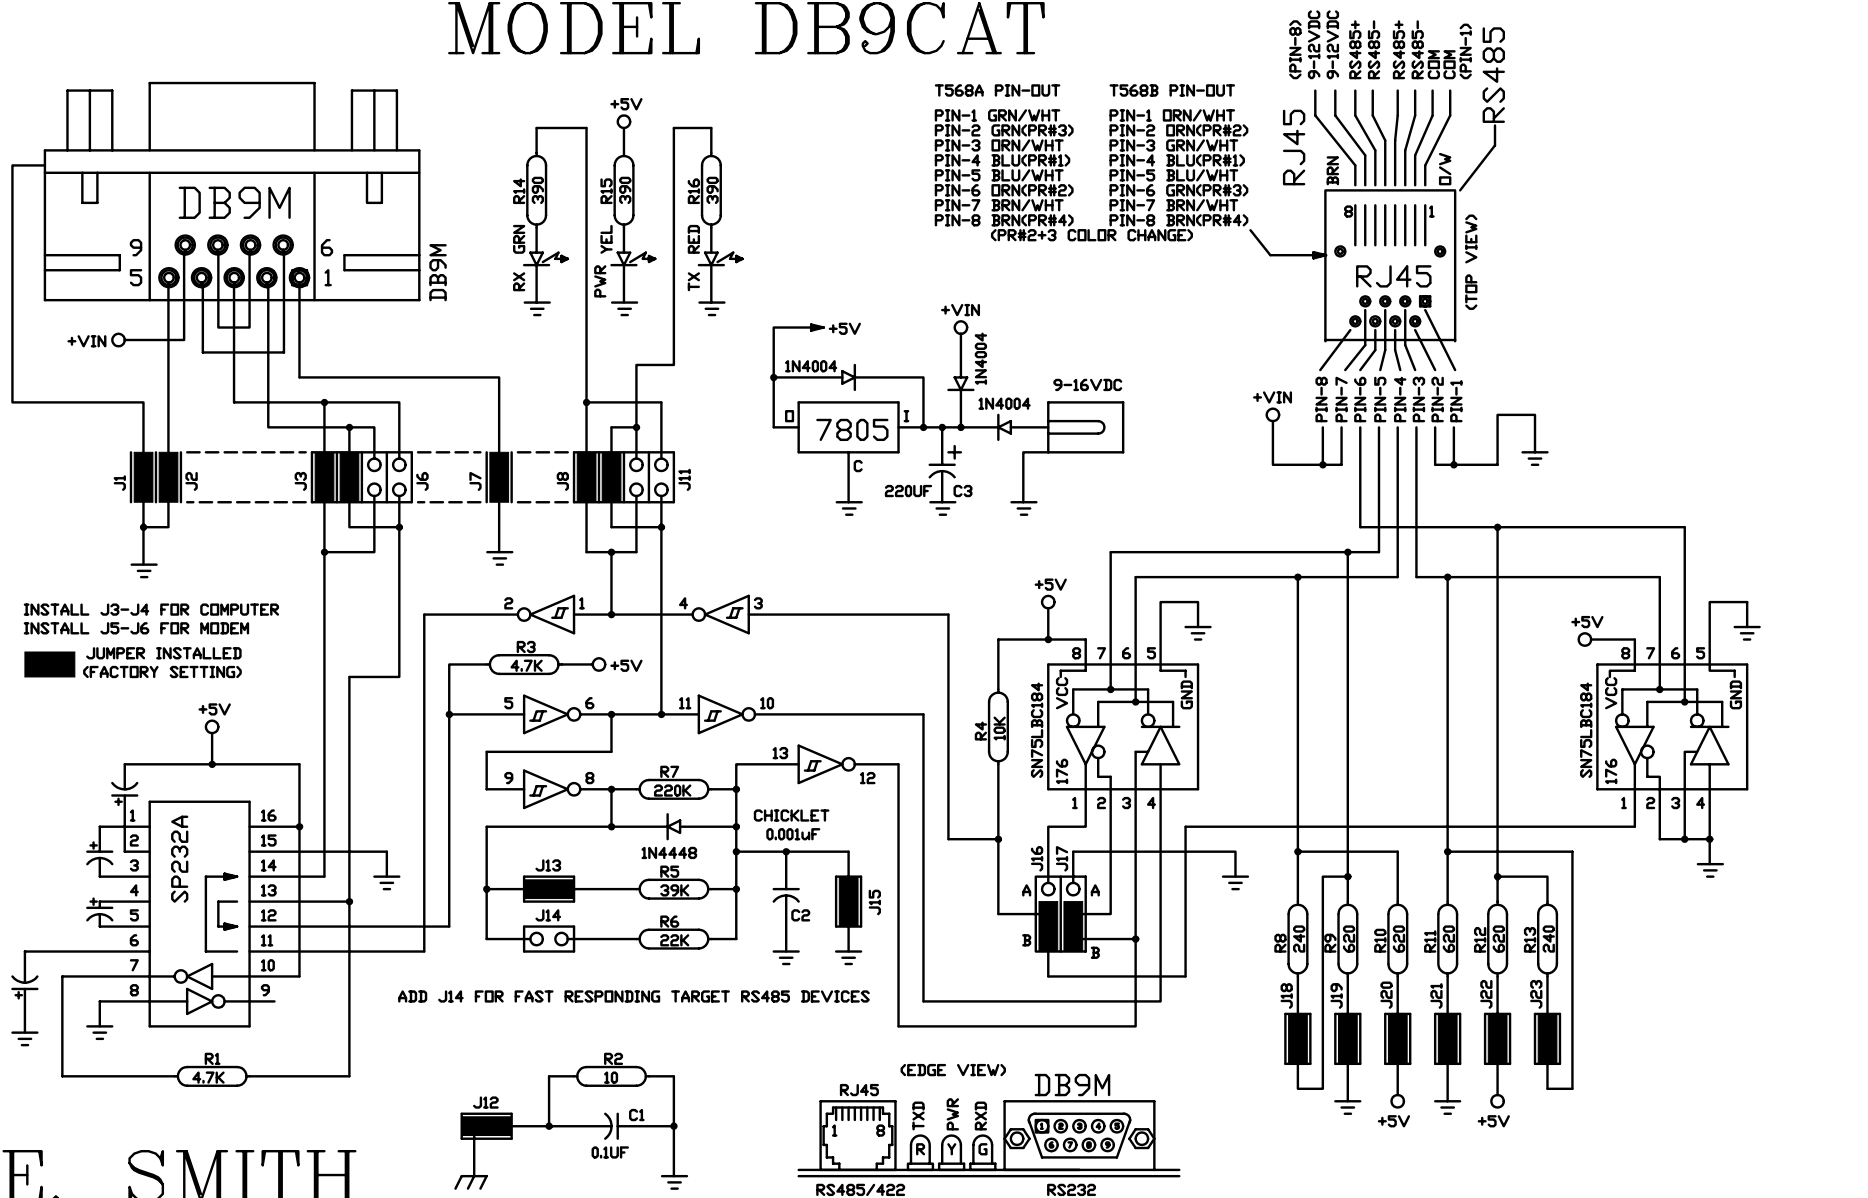 MODEL DB9CAT
(PIN-8)
9-12VDC
9-12VDC
RS485+
RS485-
RS485+
RS485-
COM
COM
(PIN-1)
RS485
RJ45
BRN
O/W
8 1
RJ45
(TOP VIEW)
T568A PIN-OUT
PIN-1 GRN/WHT
PIN-2 GRN(PR#3)
PIN-3 ORN/WHT
PIN-4 BLU(PR#1)
PIN-5 BLU/WHT
PIN-6 ORN(PR#2)
PIN-7 BRN/WHT
PIN-8 BRN(PR#4)
T568B PIN-OUT
PIN-1 ORN/WHT
PIN-2 ORN(PR#2)
PIN-3 GRN/WHT
PIN-4 BLU(PR#1)
PIN-5 BLU/WHT
PIN-6 GRN(PR#3)
PIN-7 BRN/WHT
PIN-8 BRN(PR#4)
(PR#2+3 COLOR CHANGE)
DB9M
9 6
5 1
DB9M
+VIN
+5V
R14 390
R15 390
R16 390
RX GRN
PWR YEL
TX RED
+5V
+VIN
1N4004
1N4004
1N4004
9-16VDC
O 7805 I
C
+
220UF C3
+VIN
PIN-8
PIN-7
PIN-6
PIN-5
PIN-4
PIN-3
PIN-2
PIN-1
J1
J2
J3
J6
J7
J8
J11
INSTALL J3-J4 FOR COMPUTER
INSTALL J5-J6 FOR MODEM
JUMPER INSTALLED
(FACTORY SETTING)
2 1
4 3
R3
4.7K
+5V
5 6
11 10
9 8
13 12
R7
220K
1N4448
CHICKLET
0.001uF
J13
R5
39K
J14
R6
22K
C2
J15
ADD J14 FOR FAST RESPONDING TARGET RS485 DEVICES
+5V
SP232A
1
2
3
4
5
6
7
8
16
15
14
13
12
11
10
9
+
+
+
+
R1
4.7K
+5V
R4
10K
8 7 6 5
SN75LBC184
176
VCC
GND
1 2 3 4
J16
J17
A A
B B
+5V
8 7 6 5
SN75LBC184
176
VCC
GND
1 2 3 4
R8 240
R9 620
R10 620
R11 620
R12 620
R13 240
J18
J19
J20
J21
J22
J23
+5V
+5V
J12
R2
10
C1
0.1UF
(EDGE VIEW)
RJ45
1 8
TXD
PWR
RXD
R Y G
DB9M
1 2 3 4 5
6 7 8 9
RS485/422
RS232
E. SMITH